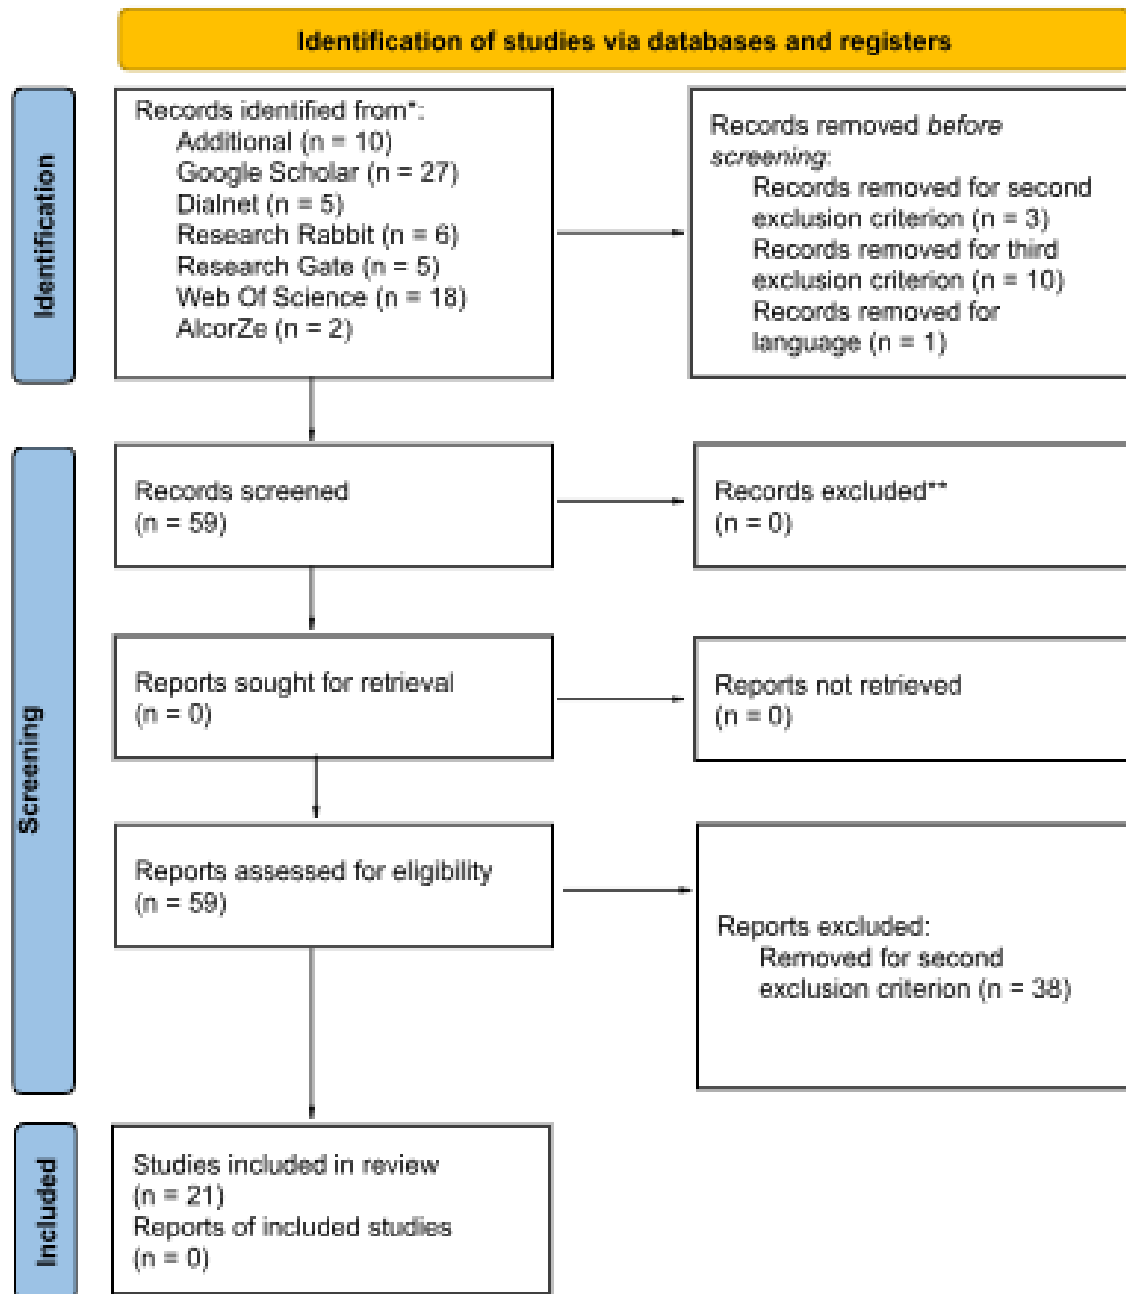 Identification of studies via databases and registers
Identification
Records identified from*:
Additional (n = 10)
Google Scholar (n = 27)
Dialnet (n = 5)
Research Rabbit (n = 6)
Research Gate (n = 5)
Web Of Science (n = 18)
AlcorZe (n = 2)
Records removed before
screening:
Records removed for second
exclusion criterion (n = 3)
Records removed for third
exclusion criterion (n = 10)
Records removed for
language (n = 1)
Screening
Records screened
(n = 59)
Records excluded**
(n = 0)
Reports sought for retrieval
(n = 0)
Reports not retrieved
(n = 0)
Reports assessed for eligibility
(n = 59)
Reports excluded:
Removed for second
exclusion criterion (n = 38)
Included
Studies included in review
(n = 21)
Reports of included studies
(n = 0)